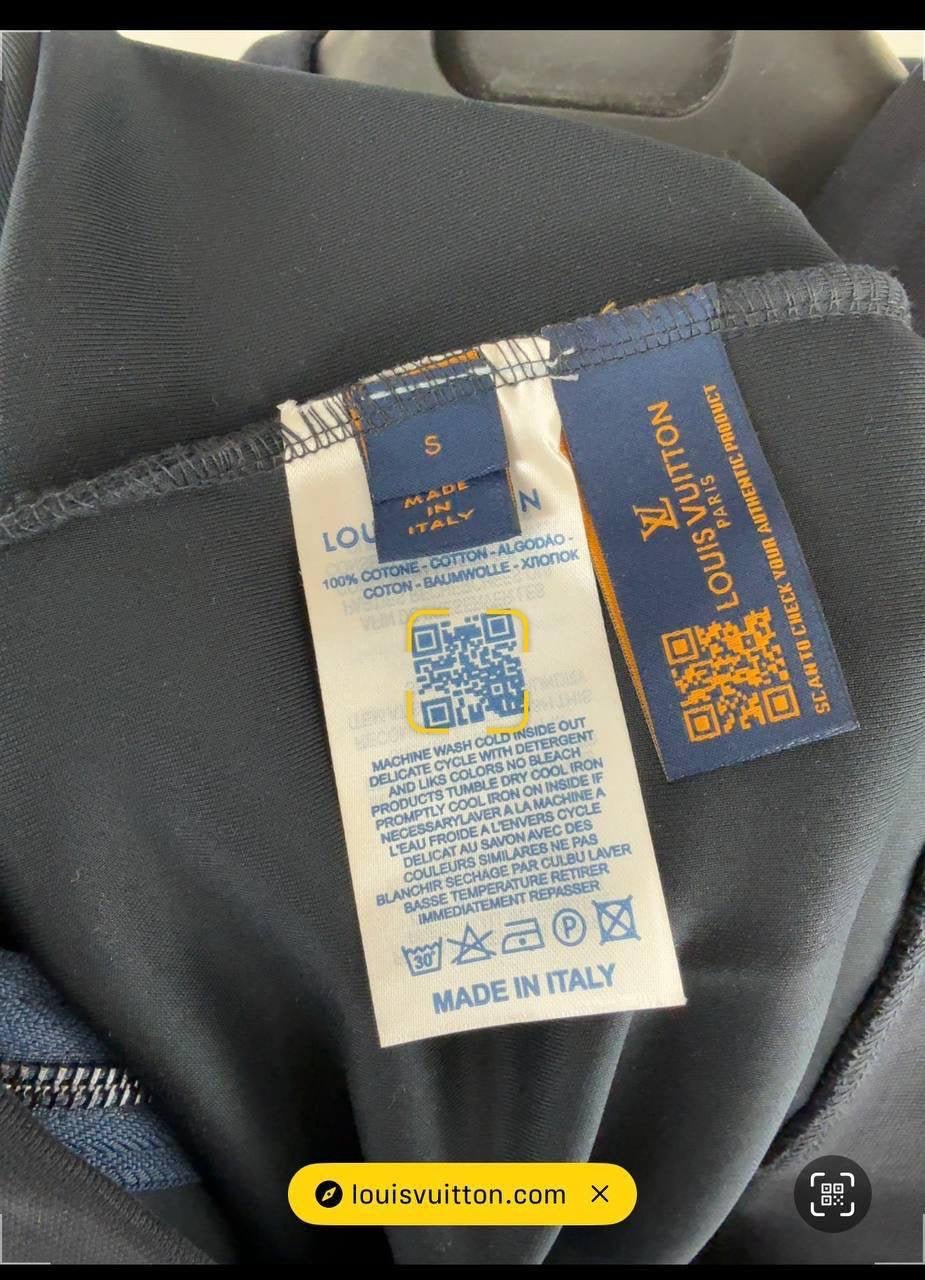 S
MADE
IN
ITALY
LOU N
100% COTONE - COTTON - ALGODÃO -
COTON - BAUMWOLLE - ХЛОПОК
MACHINE WASH COLD INSIDE OUT
DELICATE CYCLE WITH DETERGENT
AND LIKS COLORS NO BLEACH
PRODUCTS TUMBLE DRY COOL IRON
PROMPTLY COOL IRON ON INSIDE IF
NECESSARYLAVER A LA MACHINE A
L'EAU FROIDE A L'ENVERS CYCLE
DELICAT AU SAVON AVEC DES
COULEURS SIMILARES NE PAS
BLANCHIR SECHAGE PAR CULBU LAVER
BASSE TEMPERATURE RETIRER
IMMEDIATEMENT REPASSER
30°
P
MADE IN ITALY
LV
LOUIS VUITTON
PARIS
SCAN TO CHECK YOUR AUTHENTIC PRODUCT
louisvuitton.com